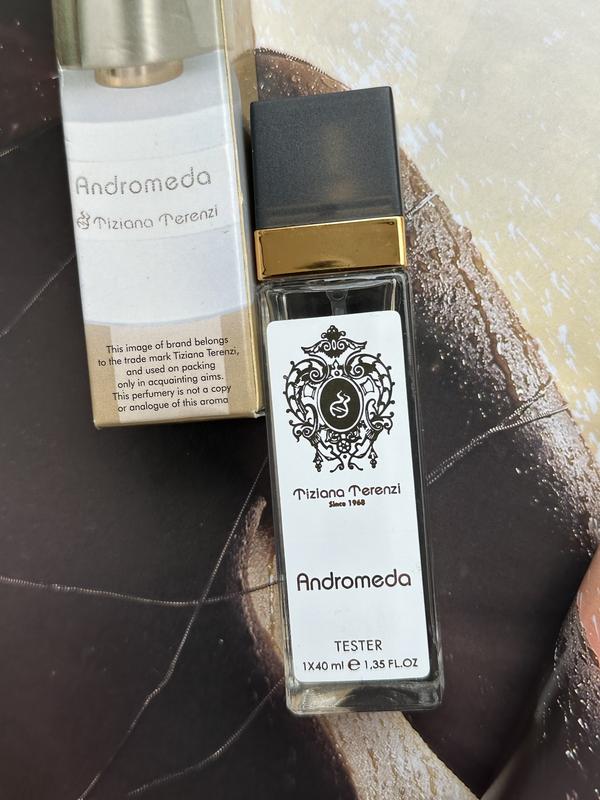 Andromeda
Tiziana Terenzi
This image of brand belongs
to the trade mark Tiziana Terenzi,
and used on packing
only in acquainting aims.
This perfumery is not a copy
or analogue of this aroma
Tiziana Terenzi
Since 1968
Andromeda
TESTER
1X40 ml ℮ 1,35 FL.OZ